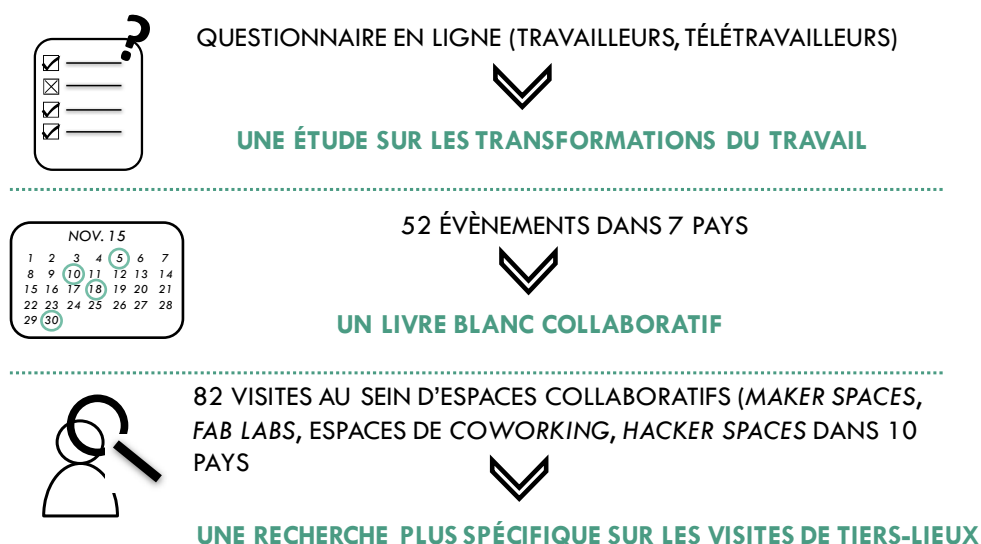 ?
QUESTIONNAIRE EN LIGNE (TRAVAILLEURS, TÉLÉTRAVAILLEURS)
UNE ÉTUDE SUR LES TRANSFORMATIONS DU TRAVAIL
NOV. 15
1 2 3 4 5 6 7
8 9 10 11 12 13 14
15 16 17 18 19 20 21
22 23 24 25 26 27 28
29 30
52 ÉVÈNEMENTS DANS 7 PAYS
UN LIVRE BLANC COLLABORATIF
82 VISITES AU SEIN D’ESPACES COLLABORATIFS (MAKER SPACES,
FAB LABS, ESPACES DE COWORKING, HACKER SPACES DANS 10
PAYS
UNE RECHERCHE PLUS SPÉCIFIQUE SUR LES VISITES DE TIERS-LIEUX